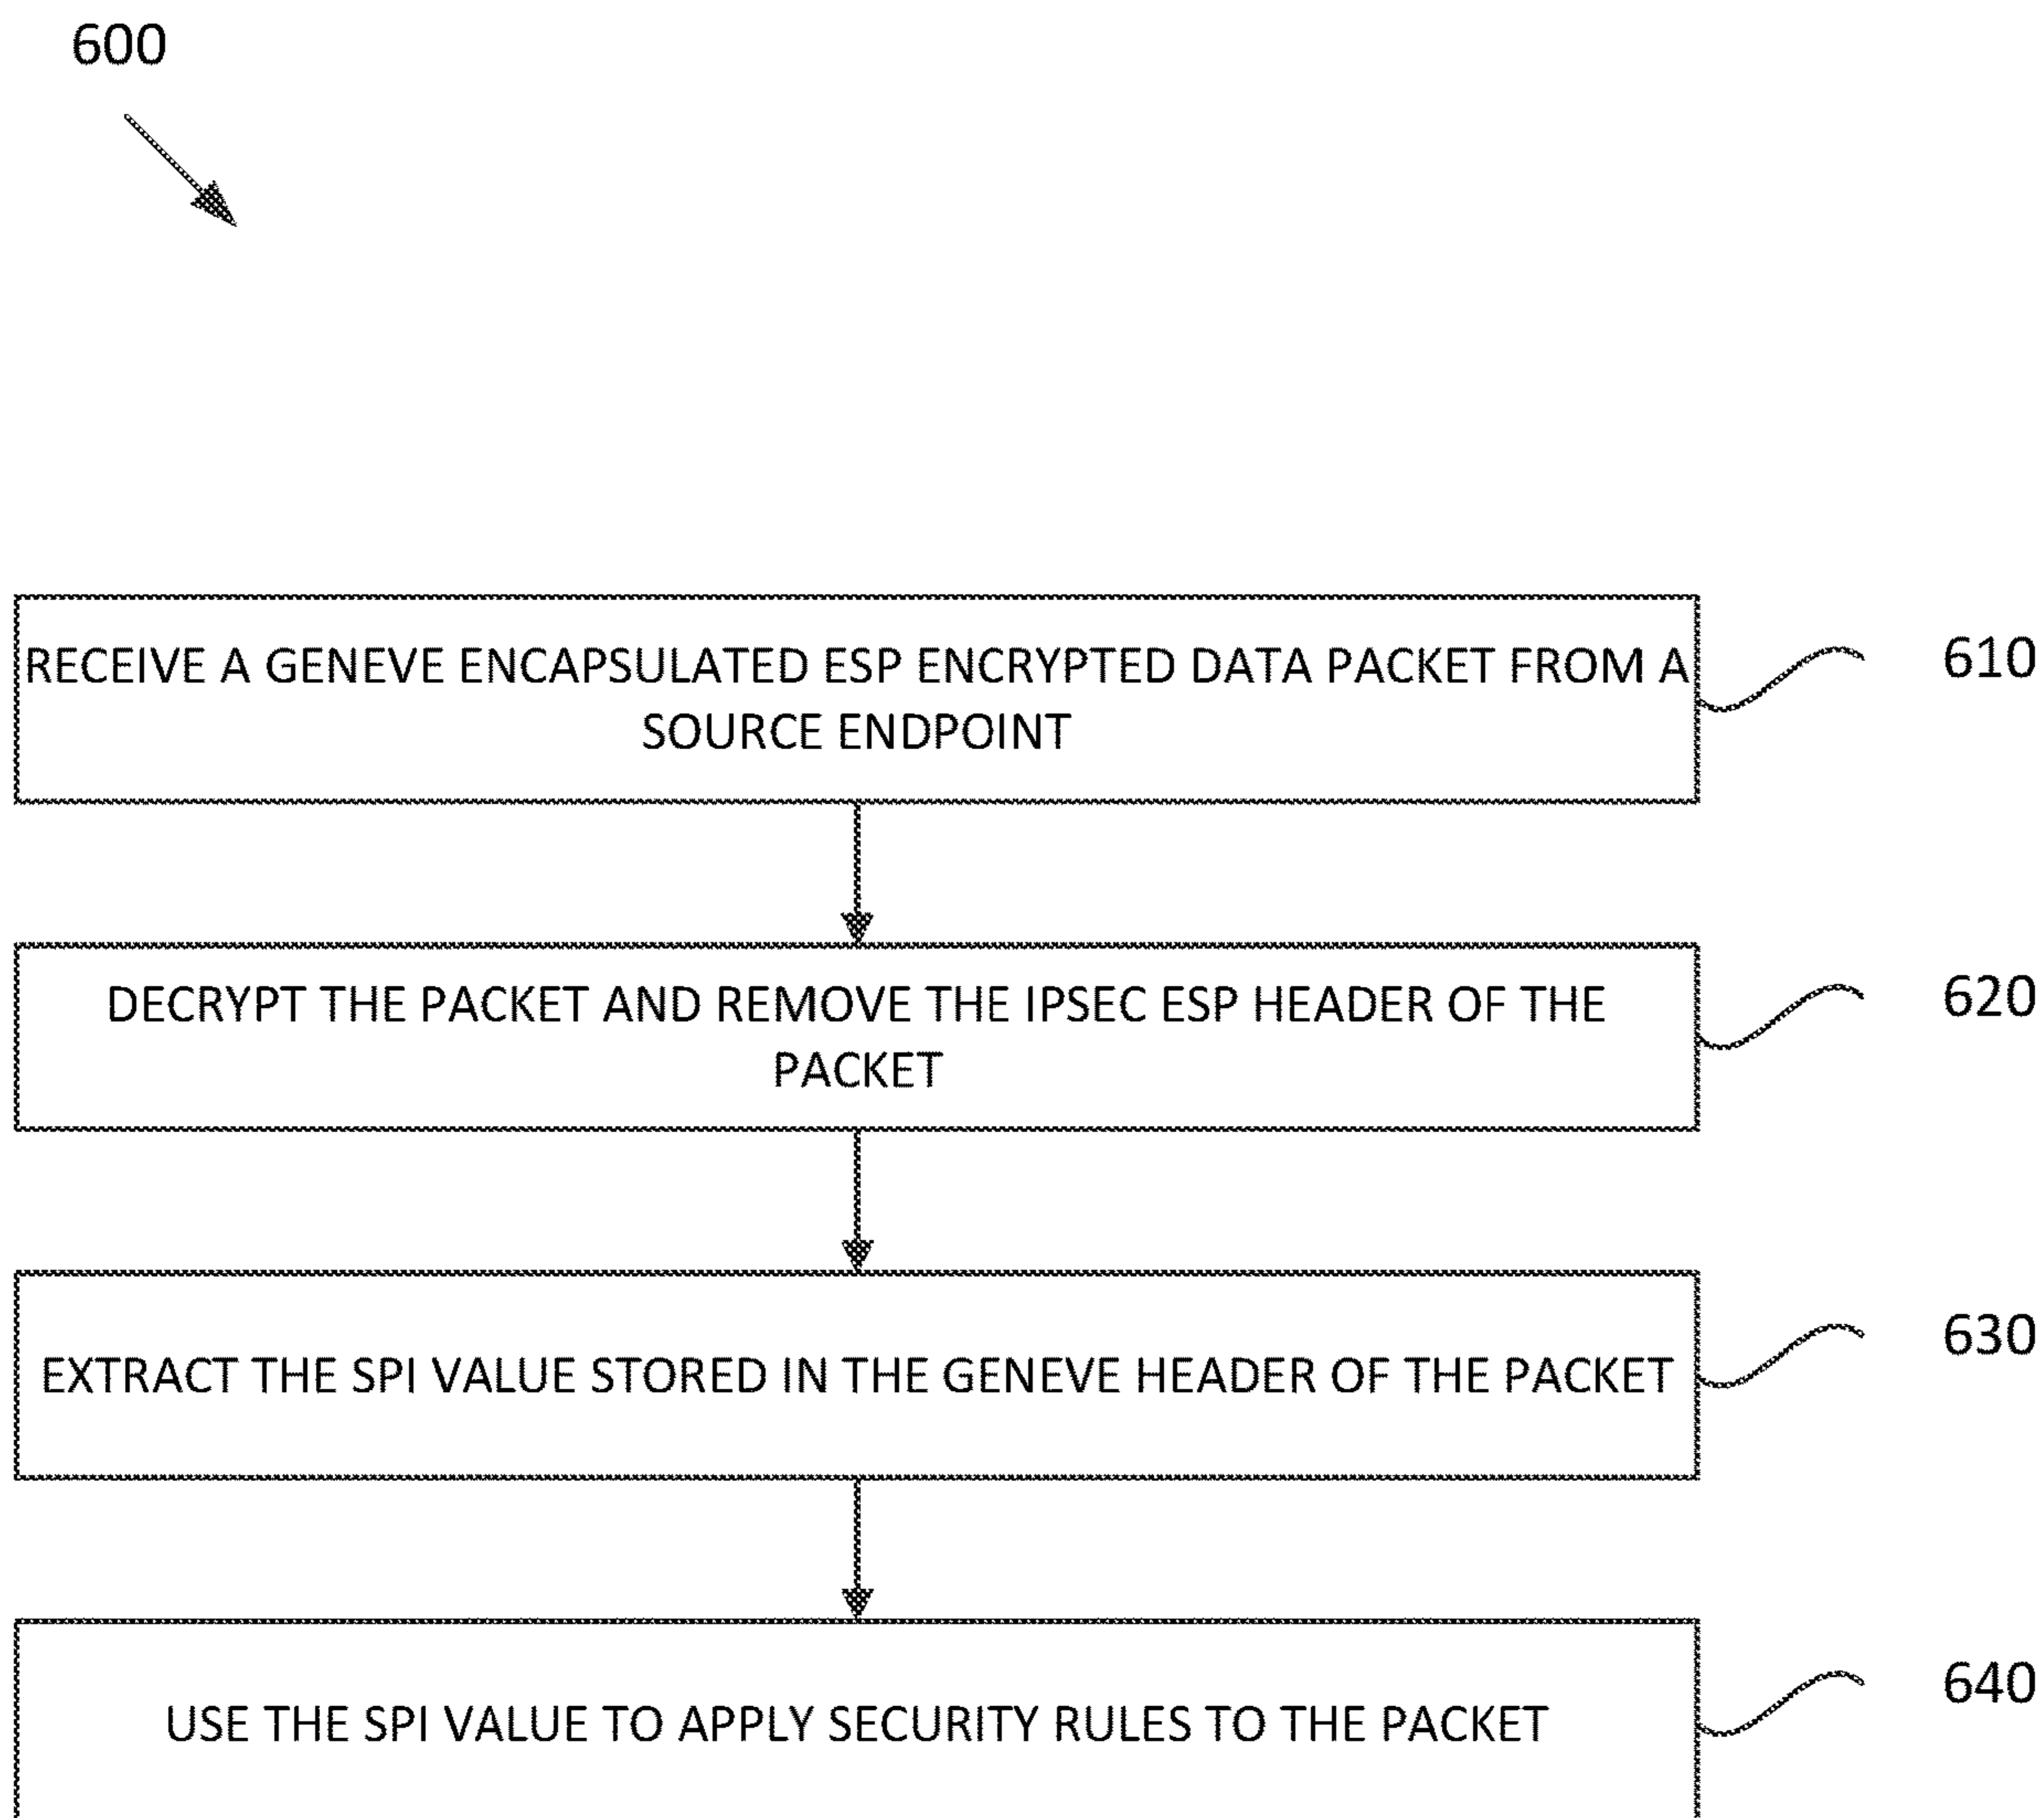 600
RECEIVE A GENEVE ENCAPSULATED ESP ENCRYPTED DATA PACKET FROM A
SOURCE ENDPOINT
610
DECRYPT THE PACKET AND REMOVE THE IPSEC ESP HEADER OF THE
PACKET
620
EXTRACT THE SPI VALUE STORED IN THE GENEVE HEADER OF THE PACKET
630
USE THE SPI VALUE TO APPLY SECURITY RULES TO THE PACKET
640